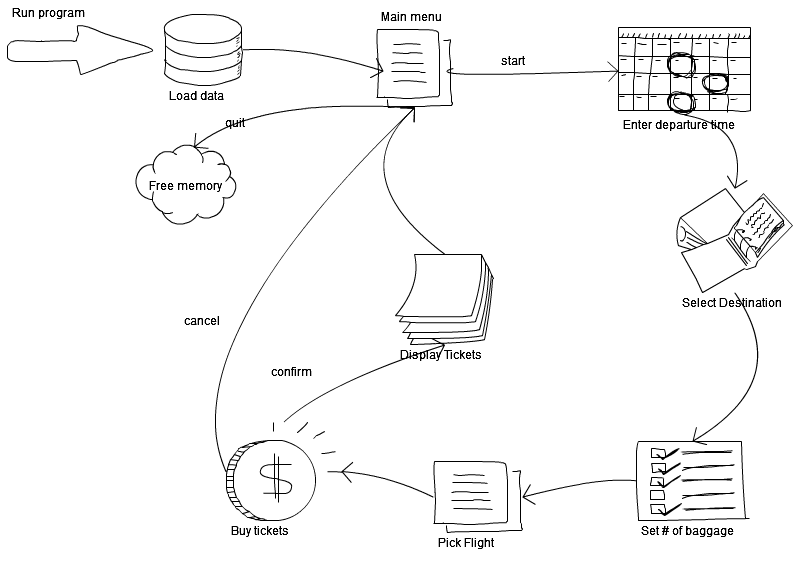 Run program
Main menu
Load data
start
Enter departure time
quit
Free memory
Select Destination
cancel
Display Tickets
confirm
$
Buy tickets
Pick Flight
Set # of baggage